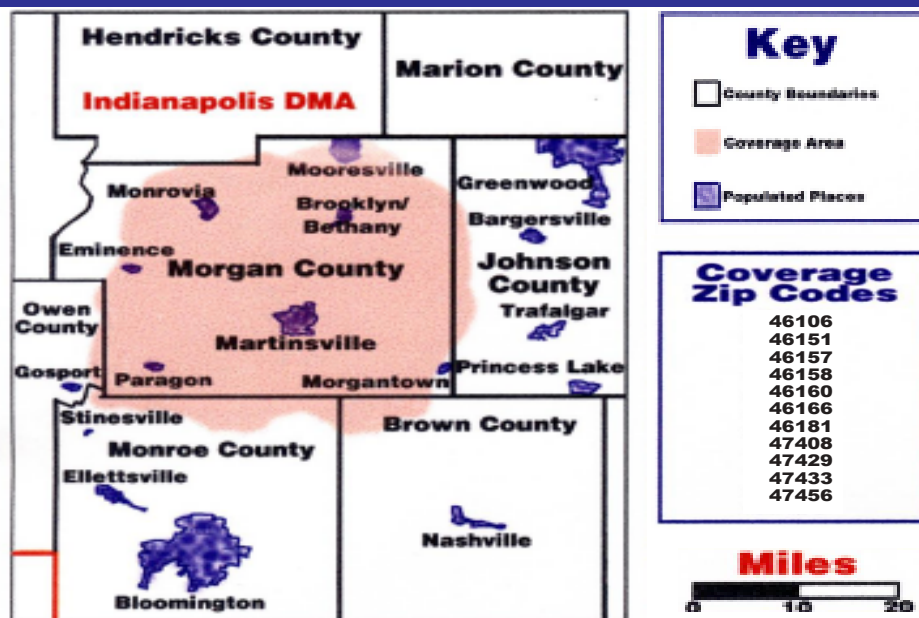 Hendricks County
Marion County
Indianapolis DMA
Mooresville
Monrovia
Brooklyn/
Bethany
Greenwood
Bargersville
Eminence
Morgan County
Johnson
County
Owen
County
Trafalgar
Martinsville
Gosport
Paragon
Morgantown
Princess Lake
Stinesville
Monroe County
Brown County
Ellettsville
Nashville
Bloomington
Key
County Boundaries
Coverage Area
Populated Places
Coverage
Zip Codes
46106
46151
46157
46158
46160
46166
46181
47408
47429
47433
47456
Miles
0 10 20